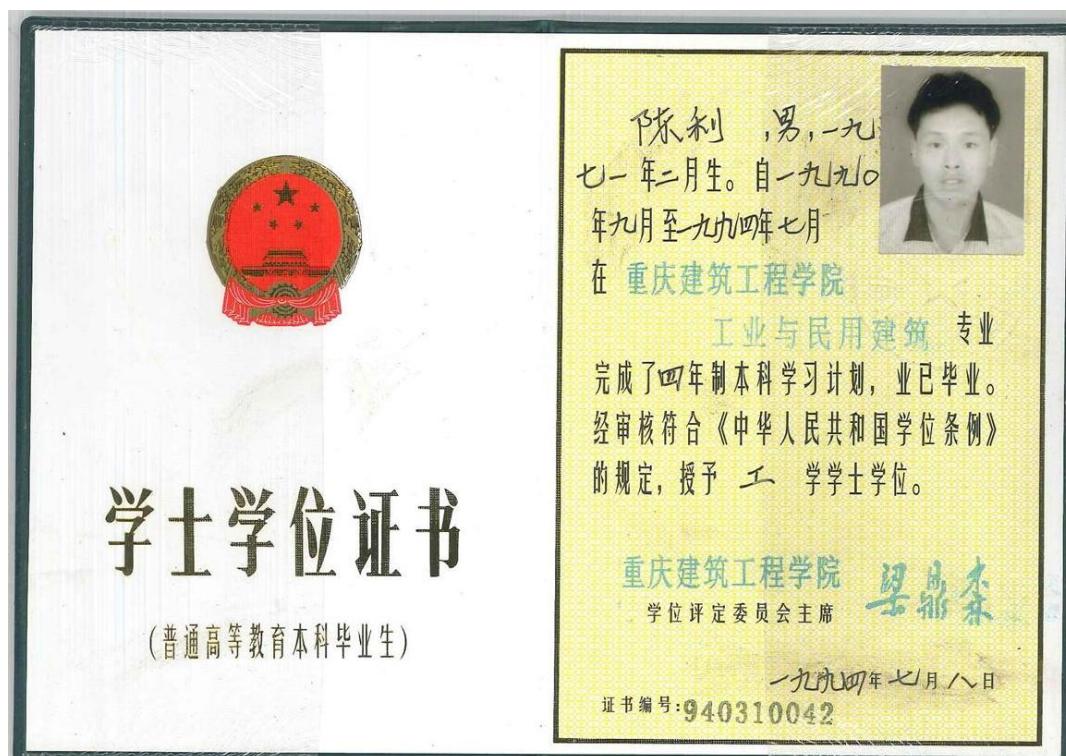 学士学位证书
(普通高等教育本科毕业生)
陈利 ,男,一九
七一年二月生。自一九九〇
年九月至一九九四年七月
在 重庆建筑工程学院
工业与民用建筑 专业
完成了四年制本科学习计划,业已毕业。
经审核符合《中华人民共和国学位条例》
的规定,授予 工 学学士学位。
重庆建筑工程学院 梁鼎森
学位评定委员会主席
一九九四年七月八日
证书编号:940310042